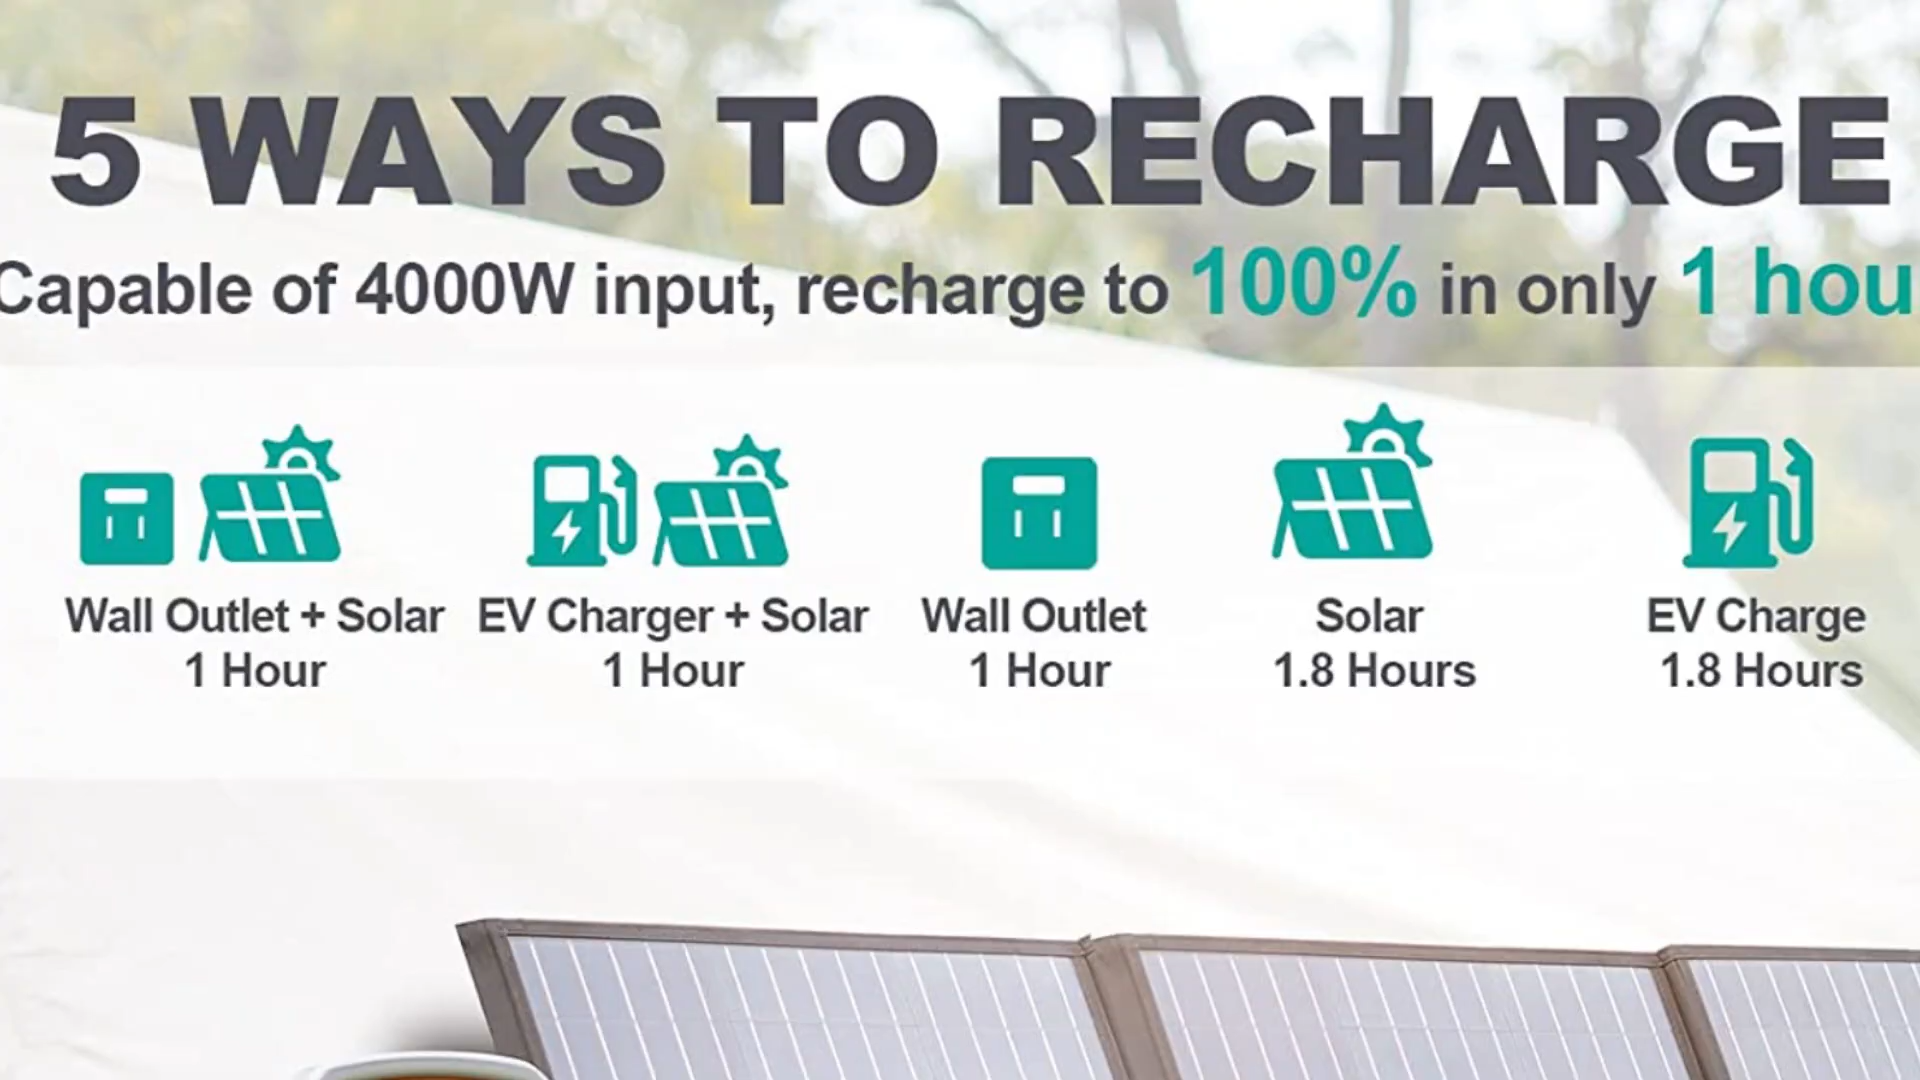 5 WAYS TO RECHARGE
Capable of 4000W input, recharge to 100% in only 1 hou
Wall Outlet + Solar
1 Hour
EV Charger + Solar
1 Hour
Wall Outlet
1 Hour
Solar
1.8 Hours
EV Charge
1.8 Hours